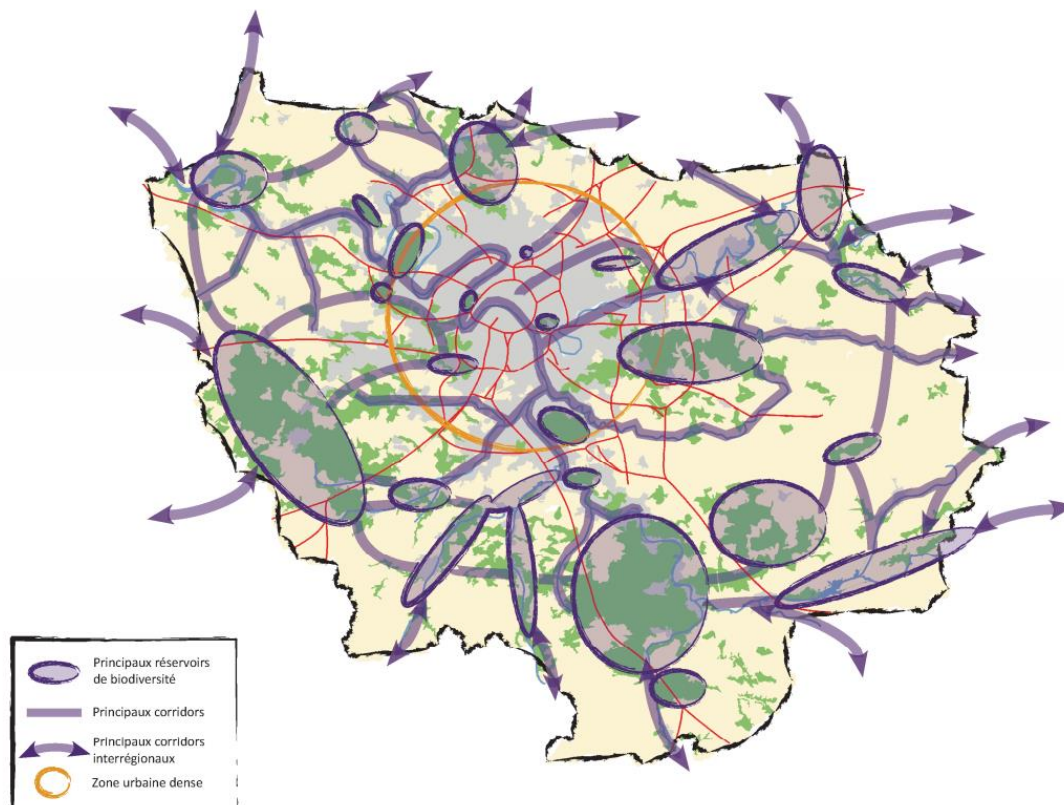 Principaux réservoirs
de biodiversité
Principaux corridors
Principaux corridors
interrégionaux
Zone urbaine dense